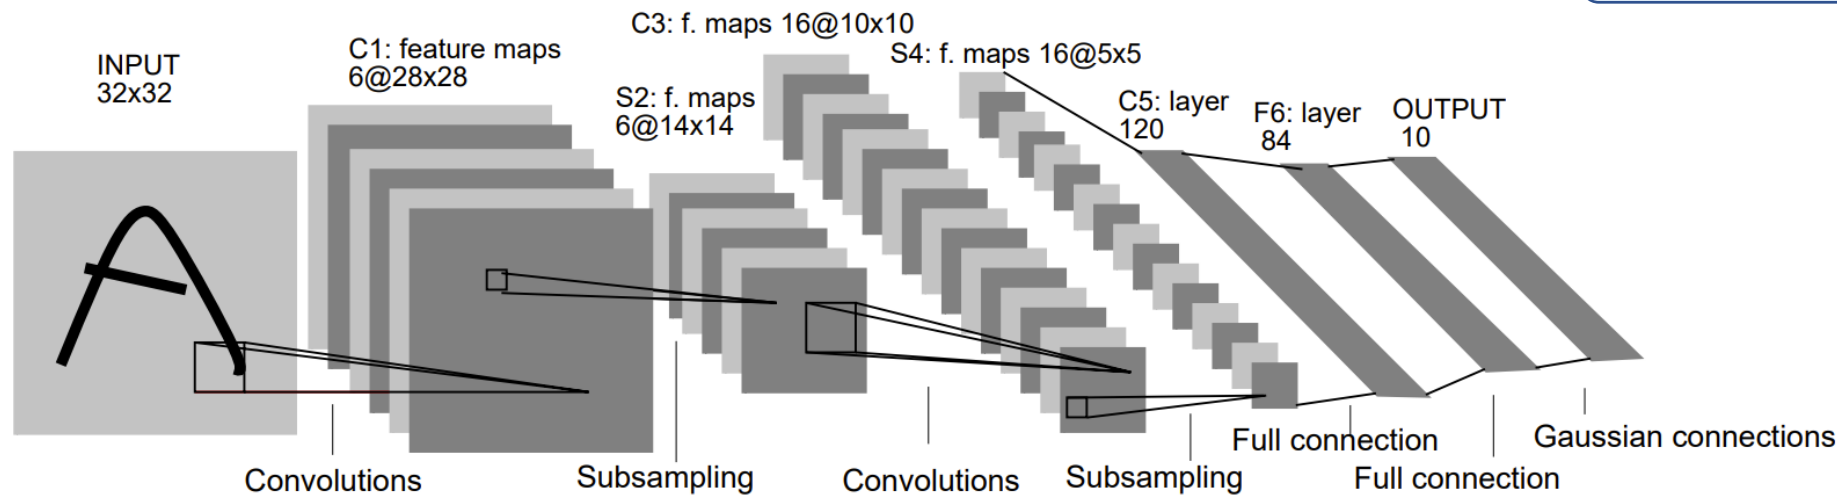 INPUT
32x32
C1: feature maps
6@28x28
S2: f. maps
6@14x14
C3: f. maps 16@10x10
S4: f. maps 16@5x5
C5: layer
120
F6: layer
84
OUTPUT
10
Convolutions
Subsampling
Convolutions
Subsampling
Full connection
Full connection
Gaussian connections